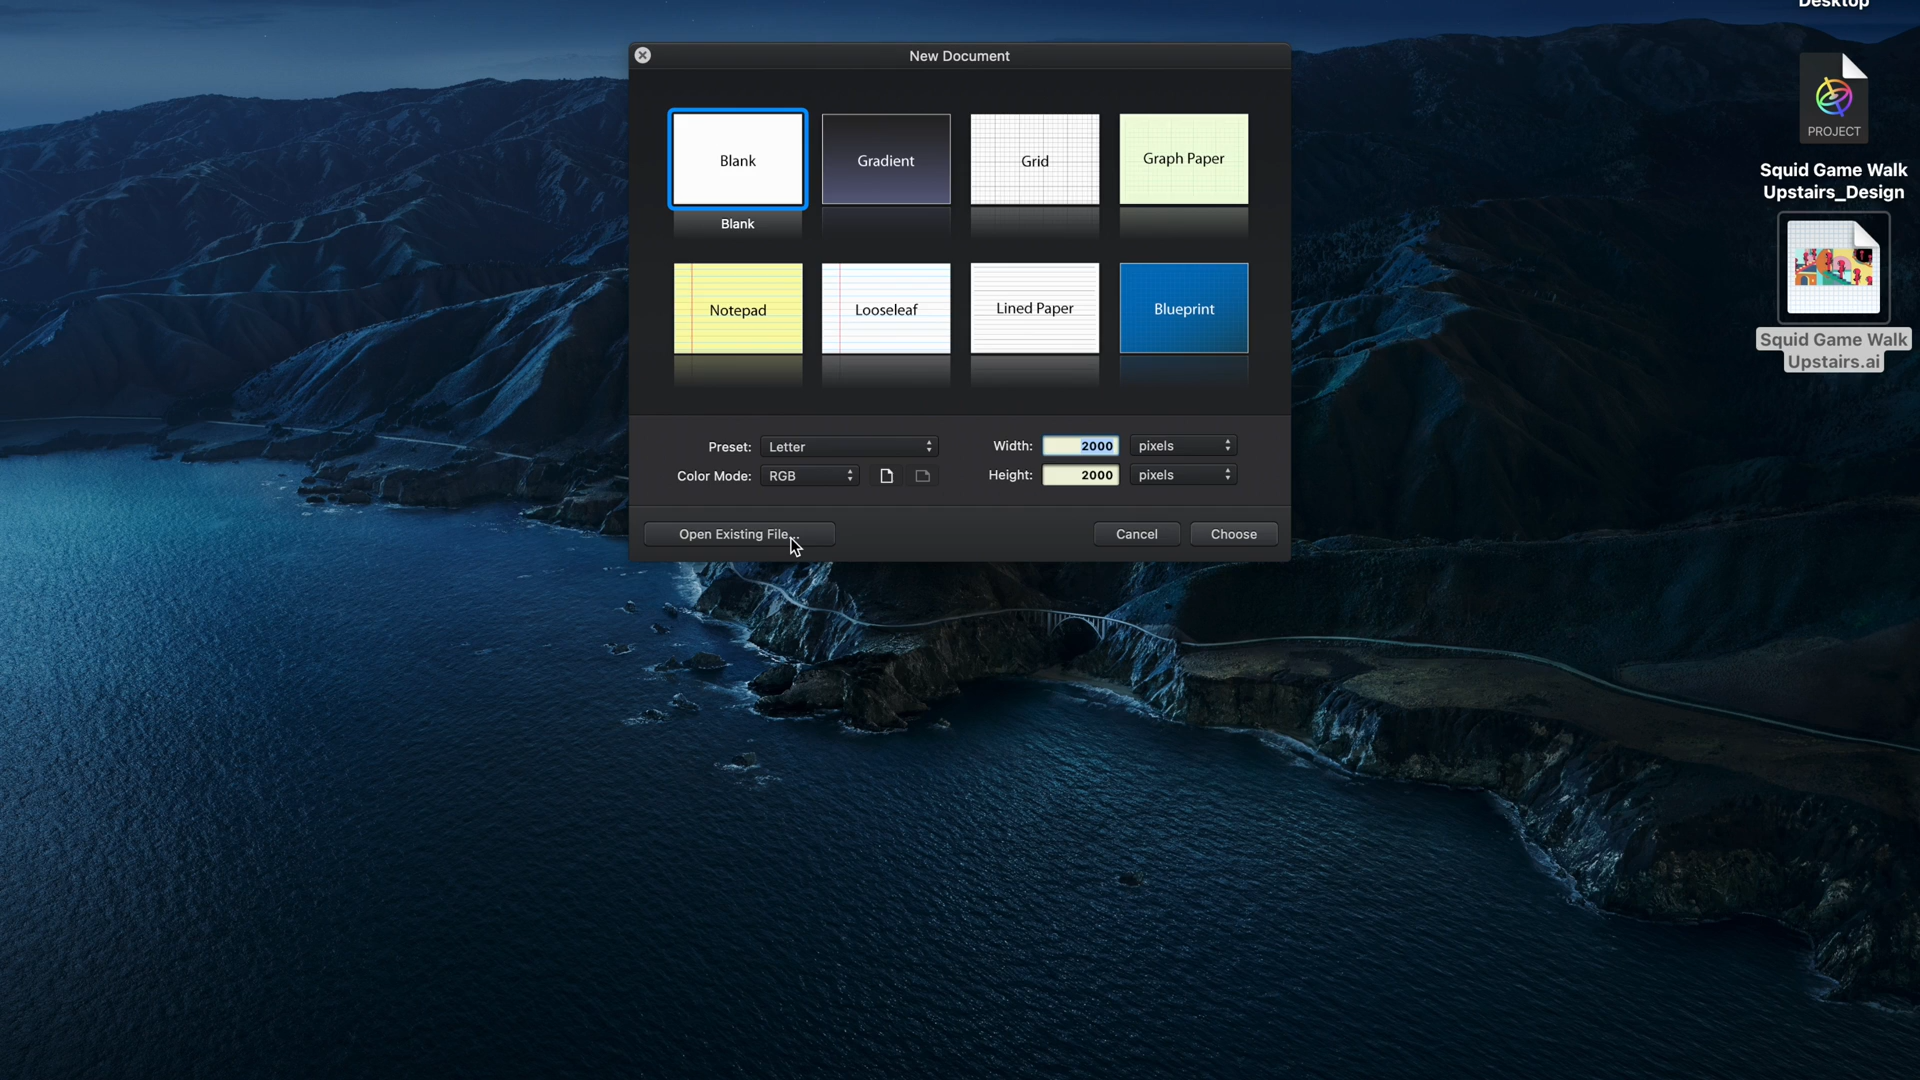 Desktop
New Document
PROJECT
Squid Game Walk
Upstairs_Design
Squid Game Walk
Upstairs.ai
Blank
Gradient
Grid
Graph Paper
Blank
Notepad
Looseleaf
Lined Paper
Blueprint
Preset: Letter
Width: 2000 pixels
Color Mode: RGB
Height: 2000 pixels
Open Existing File...
Cancel
Choose